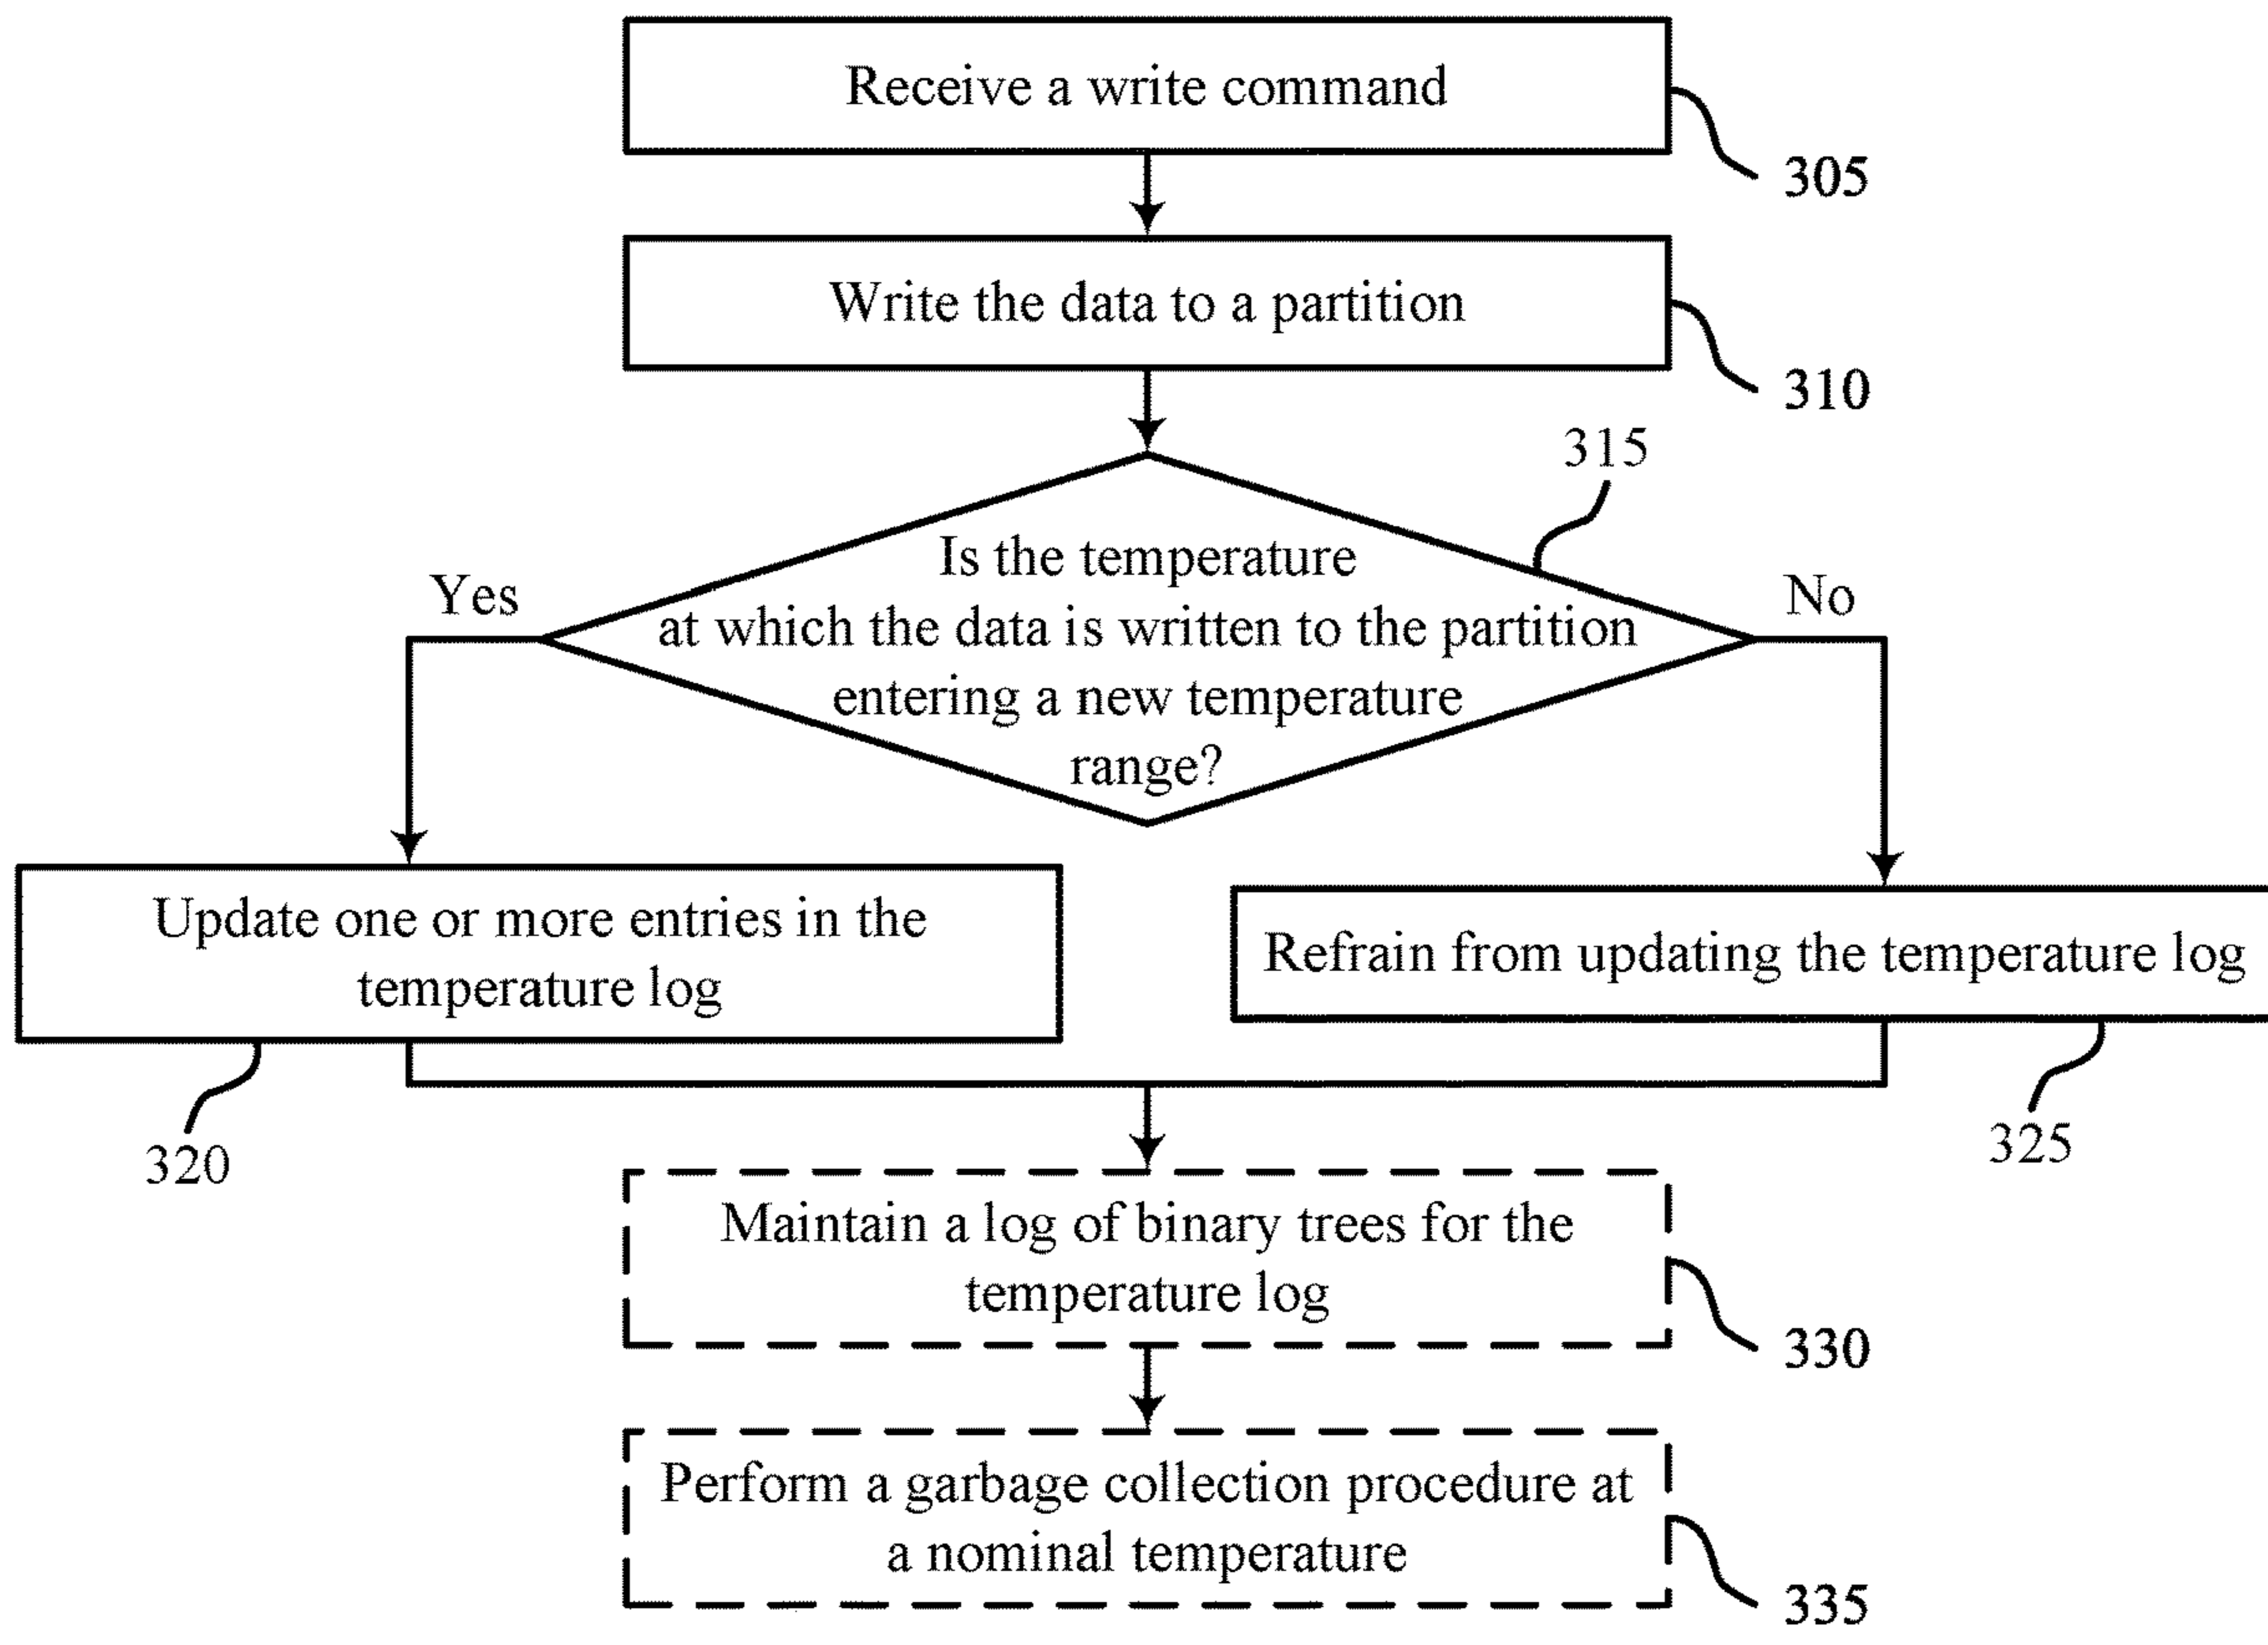 Receive a write command
305
Write the data to a partition
310
315
Is the temperature
at which the data is written to the partition
entering a new temperature
range?
Yes
No
Update one or more entries in the
temperature log
320
Refrain from updating the temperature log
325
Maintain a log of binary trees for the
temperature log
330
Perform a garbage collection procedure at
a nominal temperature
335